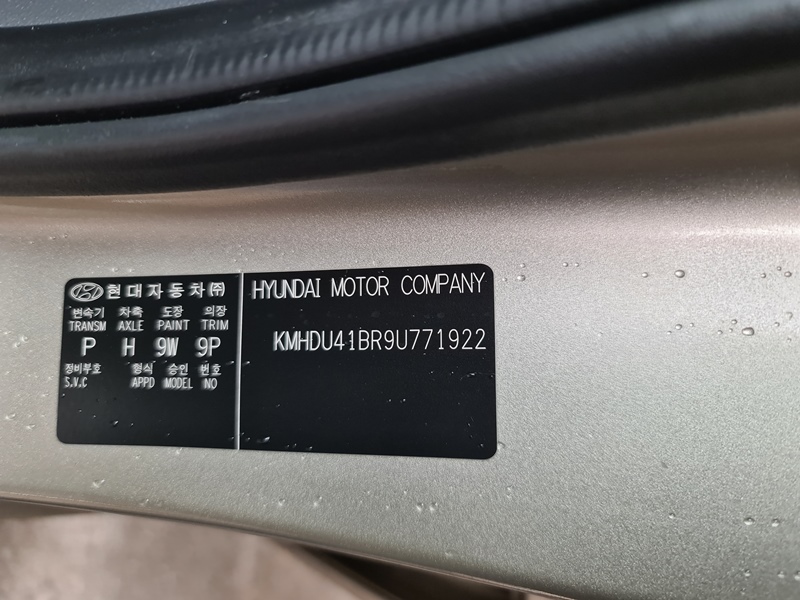 현대자동차㈜
변속기 차축 도장 의장
TRANSM AXLE PAINT TRIM
P H 9W 9P
정비부호 형식 승인 번호
S.V.C APPD MODEL NO
HYUNDAI MOTOR COMPANY
KMHDU41BR9U771922